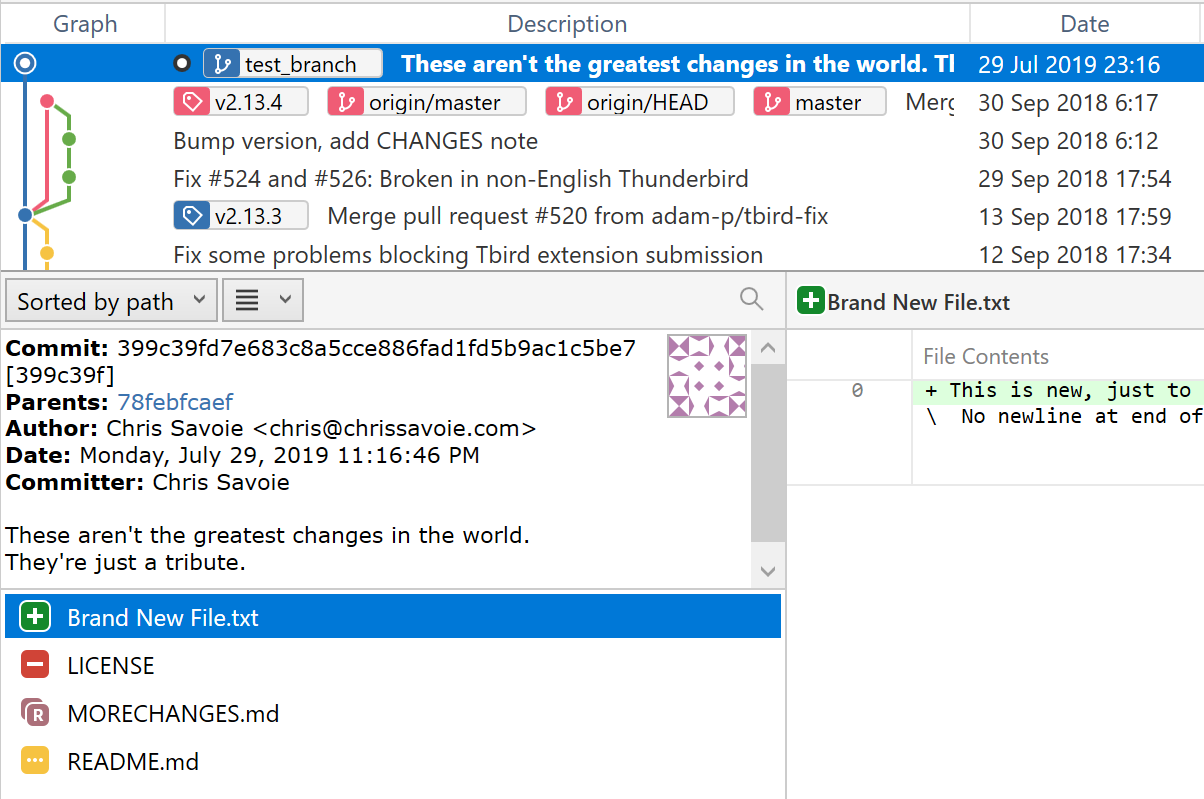 Graph Description Date
test_branch These aren't the greatest changes in the world. Tl 29 Jul 2019 23:16
v2.13.4 origin/master origin/HEAD master Merg 30 Sep 2018 6:17
Bump version, add CHANGES note 30 Sep 2018 6:12
Fix #524 and #526: Broken in non-English Thunderbird 29 Sep 2018 17:54
v2.13.3 Merge pull request #520 from adam-p/tbird-fix 13 Sep 2018 17:59
Fix some problems blocking Tbird extension submission 12 Sep 2018 17:34
Sorted by path
Commit: 399c39fd7e683c8a5cce886fad1fd5b9ac1c5be7
[399c39f]
Parents: 78febfcaef
Author: Chris Savoie <chris@chrissavoie.com>
Date: Monday, July 29, 2019 11:16:46 PM
Committer: Chris Savoie
These aren't the greatest changes in the world.
They're just a tribute.
Brand New File.txt
LICENSE
R MORECHANGES.md
README.md
Brand New File.txt
File Contents
0 + This is new, just to
\ No newline at end of